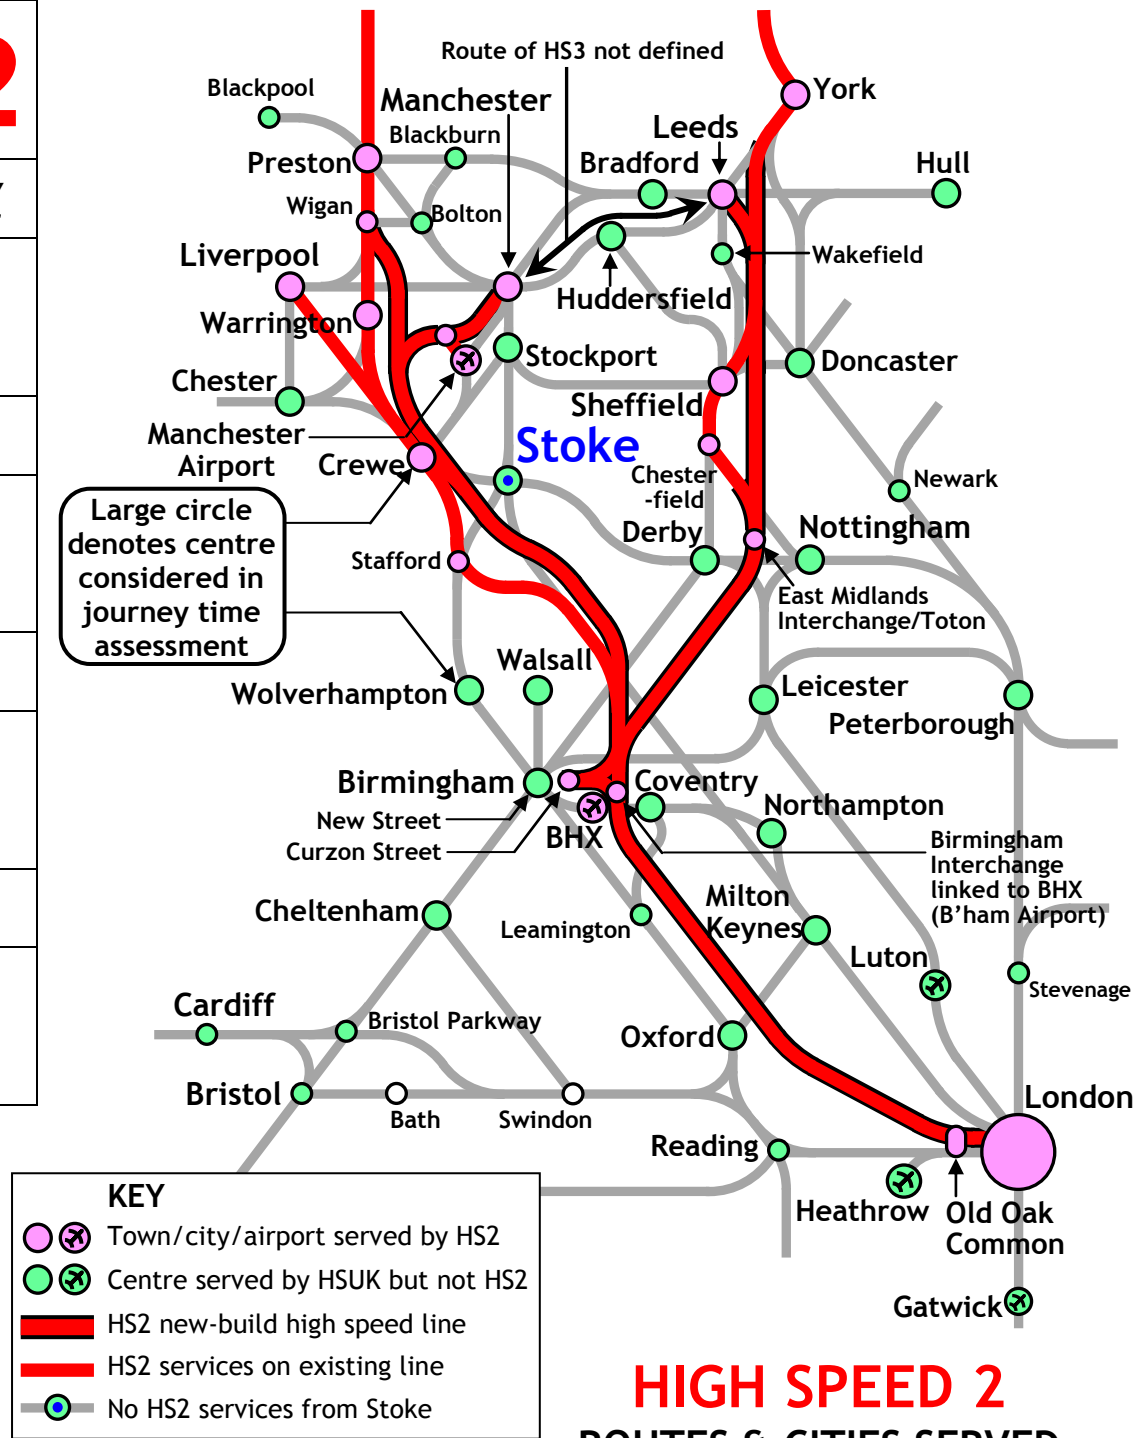 2
Route of HS3 not defined
York
Blackpool
Manchester
Leeds
Blackburn
Preston
Bradford
Hull
Wigan
Bolton
Liverpool
Wakefield
Huddersfield
Warrington
Stockport
Doncaster
Chester
Sheffield
Manchester
Airport
Stoke
Crewe
Chester
-field
Newark
Large circle
denotes centre
considered in
journey time
assessment
Derby
Nottingham
Stafford
East Midlands
Interchange/Toton
Walsall
Wolverhampton
Leicester
Peterborough
Birmingham
Coventry
New Street
Curzon Street
BHX
Northampton
Birmingham
Interchange
linked to BHX
(B'ham Airport)
Cheltenham
Leamington
Milton
Keynes
Luton
Stevenage
Cardiff
Bristol Parkway
Oxford
Bristol
Bath
Swindon
London
Reading
Heathrow
Old Oak
Common
Gatwick
KEY
Town/city/airport served by HS2
Centre served by HSUK but not HS2
HS2 new-build high speed line
HS2 services on existing line
No HS2 services from Stoke
HIGH SPEED 2
ROUTES & CITIES SERVED